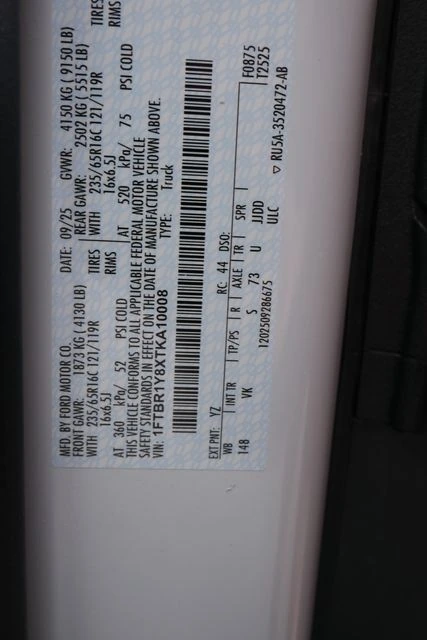 MFD. BY FORD MOTOR CO.
DATE: 09/25 GVWR: 4150 KG ( 9150 LB)
FRONT GAWR: 1873 KG ( 4130 LB) REAR GAWR: 2502 KG ( 5515 LB)
WITH 235/65R16C 121/119R TIRES WITH 235/65R16C 121/119R TIRES
16x6.5J RIMS 16x6.5J RIMS
AT 360 kPa/ 52 PSI COLD AT 520 kPa/ 75 PSI COLD
THIS VEHICLE CONFORMS TO ALL APPLICABLE FEDERAL MOTOR VEHICLE
SAFETY STANDARDS IN EFFECT ON THE DATE OF MANUFACTURE SHOWN ABOVE.
VIN: 1FTBR1Y8XTKA10008 TYPE: Truck
F0875
T2525
EXT PNT: YZ RC: 44 DSO:
WB INT TR TP/PS R AXLE TR SPR
148 VK S 73 U JJDD
ULC
1202509286675 ▽ RU5A-3520472-AB